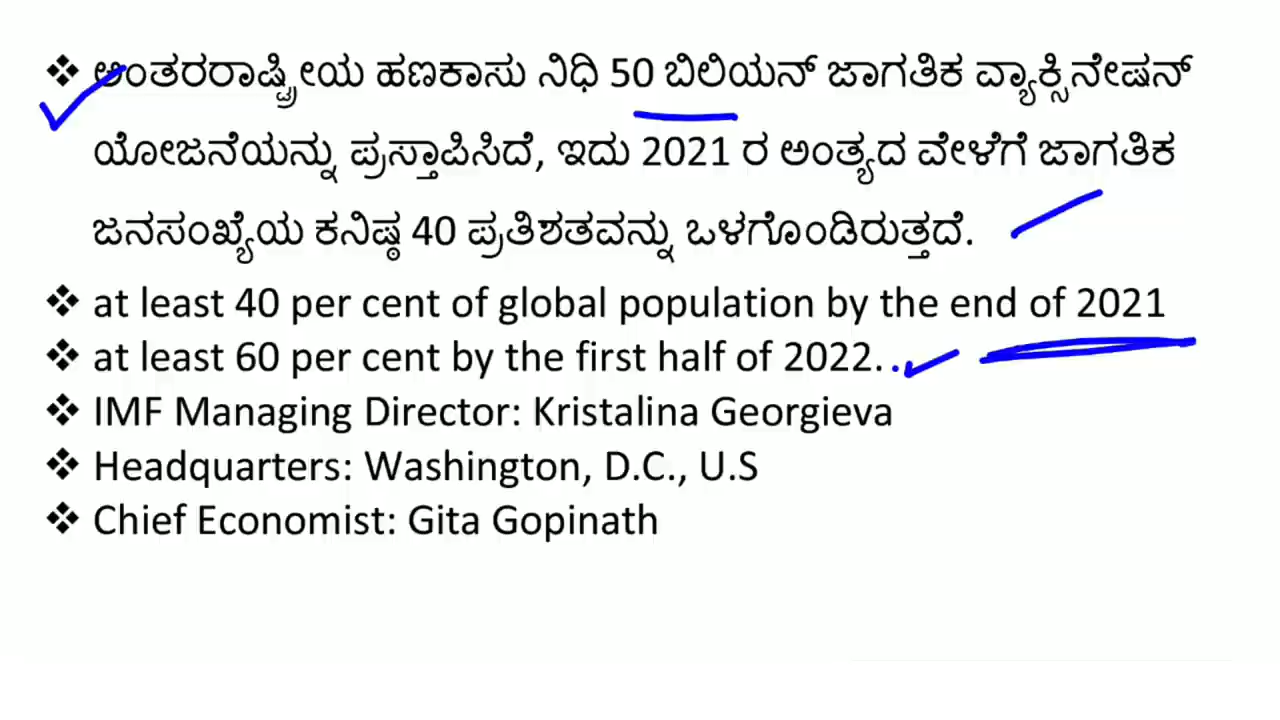 ❖ ಅಂತರರಾಷ್ಟ್ರೀಯ ಹಣಕಾಸು ನಿಧಿ 50 ಬಿಲಿಯನ್ ಜಾಗತಿಕ ವ್ಯಾಕ್ಸಿನೇಷನ್
ಯೋಜನೆಯನ್ನು ಪ್ರಸ್ತಾಪಿಸಿದೆ, ಇದು 2021 ರ ಅಂತ್ಯದ ವೇಳೆಗೆ ಜಾಗತಿಕ
ಜನಸಂಖ್ಯೆಯ ಕನಿಷ್ಠ 40 ಪ್ರತಿಶತವನ್ನು ಒಳಗೊಂಡಿರುತ್ತದೆ.
❖ at least 40 per cent of global population by the end of 2021
❖ at least 60 per cent by the first half of 2022..
❖ IMF Managing Director: Kristalina Georgieva
❖ Headquarters: Washington, D.C., U.S
❖ Chief Economist: Gita Gopinath